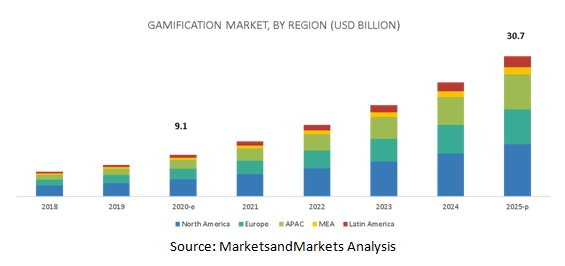 GAMIFICATION MARKET, BY REGION (USD BILLION)
30.7
9.1
2018 2019 2020-e 2021 2022 2023 2024 2025-p
North America Europe APAC MEA Latin America
Source: MarketsandMarkets Analysis